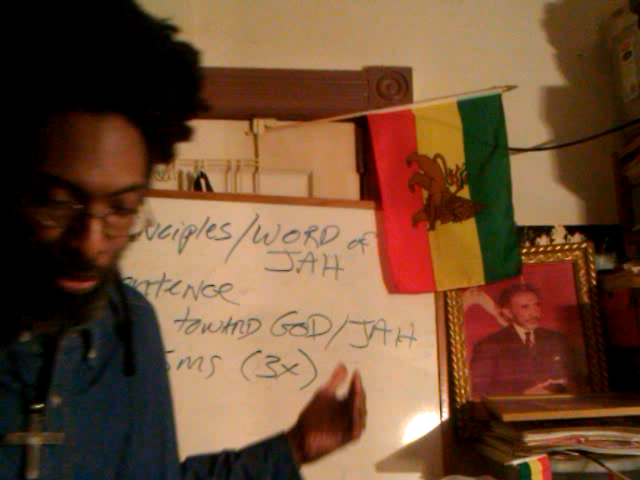 nciples/WORD of
JAH
ntence
toward GOD/JAH
sms (3x)